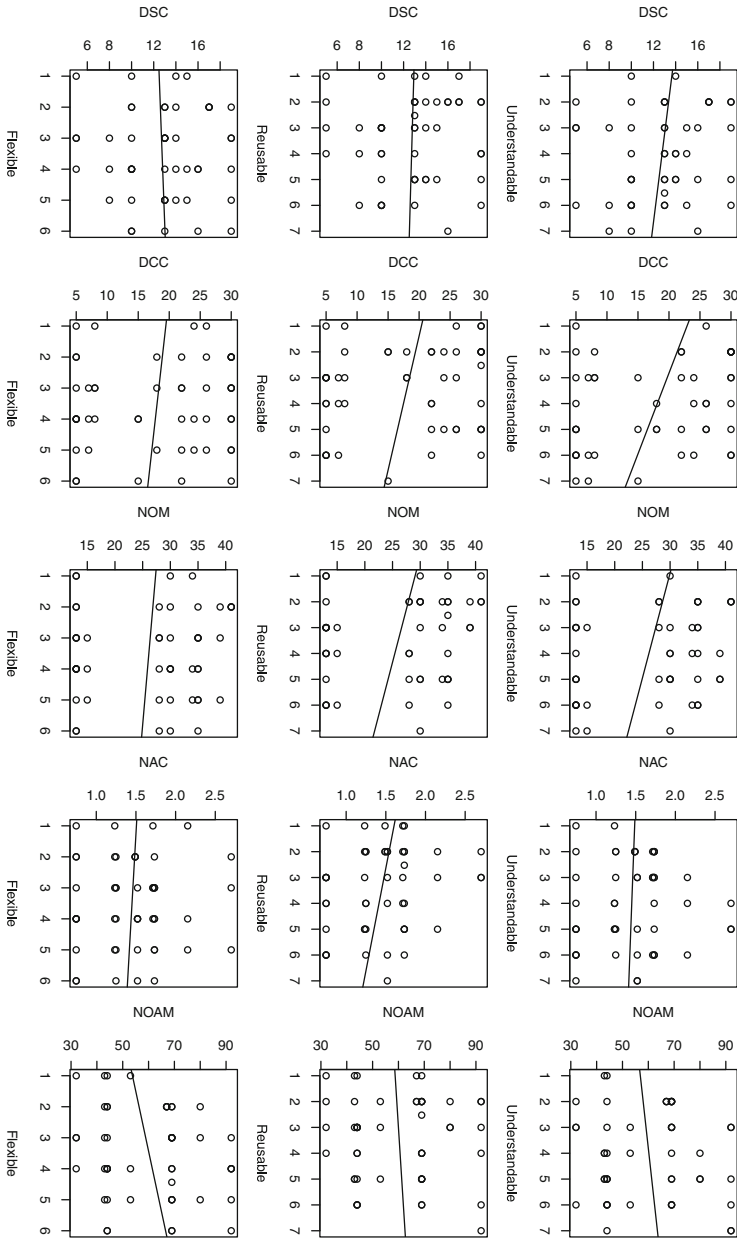 DSC
6 8 12 16
1 2 3 4 5 6 7
Understandable
DCC
5 10 15 20 25 30
1 2 3 4 5 6 7
Understandable
NOM
15 20 25 30 35 40
1 2 3 4 5 6 7
Understandable
NAC
1.0 1.5 2.0 2.5
1 2 3 4 5 6 7
Understandable
NOAM
30 50 70 90
1 2 3 4 5 6 7
Understandable
DSC
6 8 12 16
1 2 3 4 5 6 7
Reusable
DCC
5 10 15 20 25 30
1 2 3 4 5 6 7
Reusable
NOM
15 20 25 30 35 40
1 2 3 4 5 6 7
Reusable
NAC
1.0 1.5 2.0 2.5
1 2 3 4 5 6 7
Reusable
NOAM
30 50 70 90
1 2 3 4 5 6 7
Reusable
DSC
6 8 12 16
1 2 3 4 5 6
Flexible
DCC
5 10 15 20 25 30
1 2 3 4 5 6
Flexible
NOM
15 20 25 30 35 40
1 2 3 4 5 6
Flexible
NAC
1.0 1.5 2.0 2.5
1 2 3 4 5 6
Flexible
NOAM
30 50 70 90
1 2 3 4 5 6
Flexible